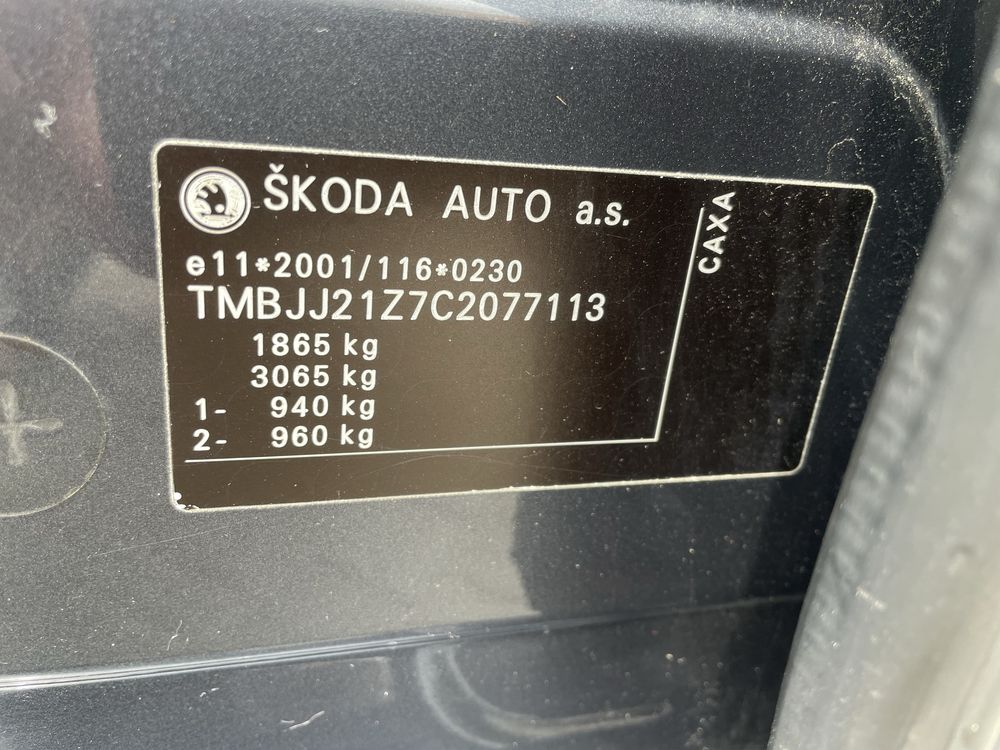 ŠKODA AUTO a.s.
e11*2001/116*0230
TMBJJ21Z7C2077113
1865 kg
3065 kg
1- 940 kg
2- 960 kg
CAXA